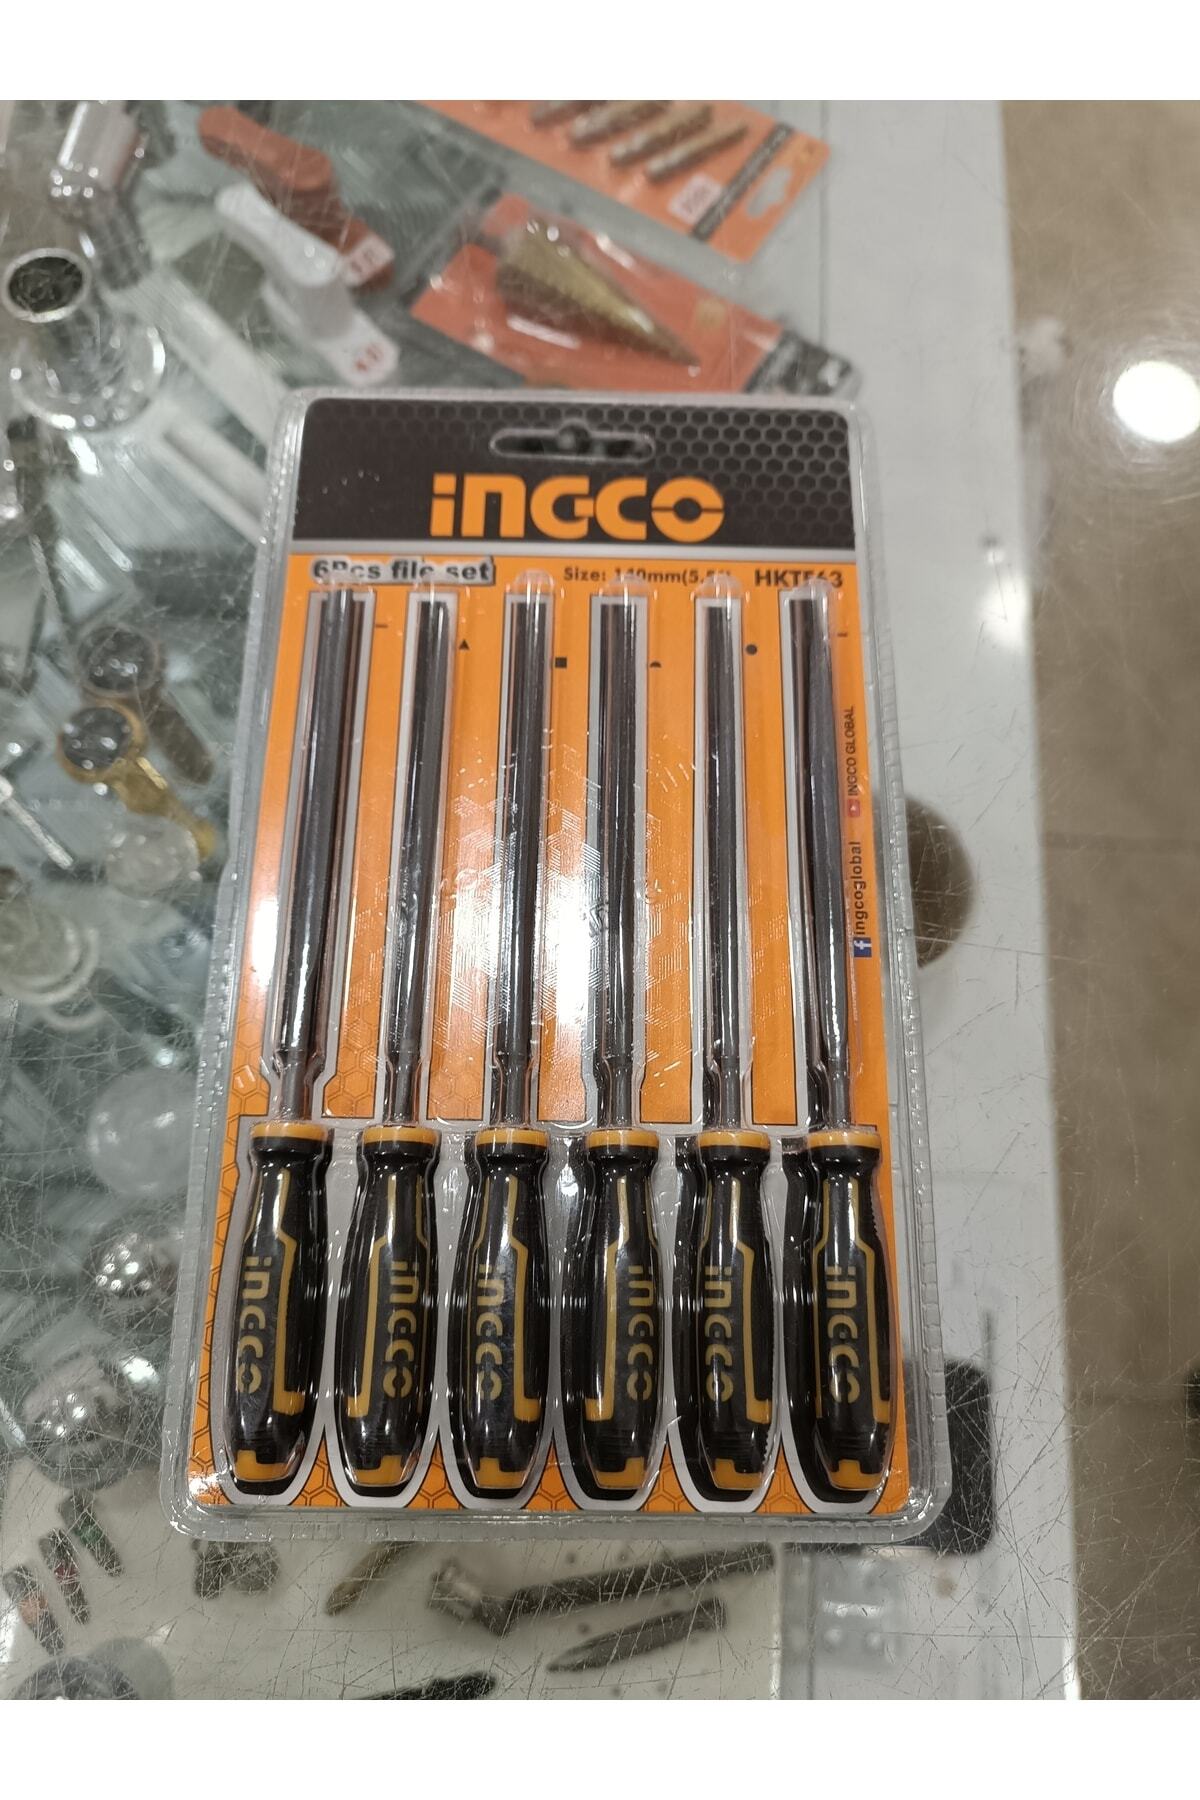 INGCO
6Pcs file set
Size: 140mm(5.5") HKTF63
INGCO GLOBAL
ingcoglobal
INGCO INGCO INGCO INGCO INGCO INGCO